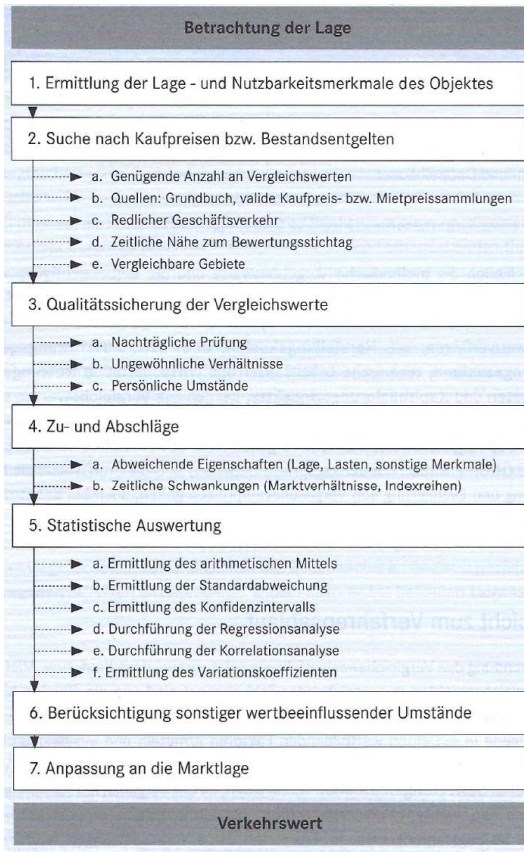 Betrachtung der Lage
1. Ermittlung der Lage - und Nutzbarkeitsmerkmale des Objektes
2. Suche nach Kaufpreisen bzw. Bestandsentgelten
a. Genügende Anzahl an Vergleichswerten
b. Quellen: Grundbuch, valide Kaufpreis- bzw. Mietpreissammlungen
c. Redlicher Geschäftsverkehr
d. Zeitliche Nähe zum Bewertungsstichtag
e. Vergleichbare Gebiete
3. Qualitätssicherung der Vergleichswerte
a. Nachträgliche Prüfung
b. Ungewöhnliche Verhältnisse
c. Persönliche Umstände
4. Zu- und Abschläge
a. Abweichende Eigenschaften (Lage, Lasten, sonstige Merkmale)
b. Zeitliche Schwankungen (Marktverhältnisse, Indexreihen)
5. Statistische Auswertung
a. Ermittlung des arithmetischen Mittels
b. Ermittlung der Standardabweichung
c. Ermittlung des Konfidenzintervalls
d. Durchführung der Regressionsanalyse
e. Durchführung der Korrelationsanalyse
f. Ermittlung des Variationskoeffizienten
6. Berücksichtigung sonstiger wertbeeinflussender Umstände
7. Anpassung an die Marktlage
Verkehrswert